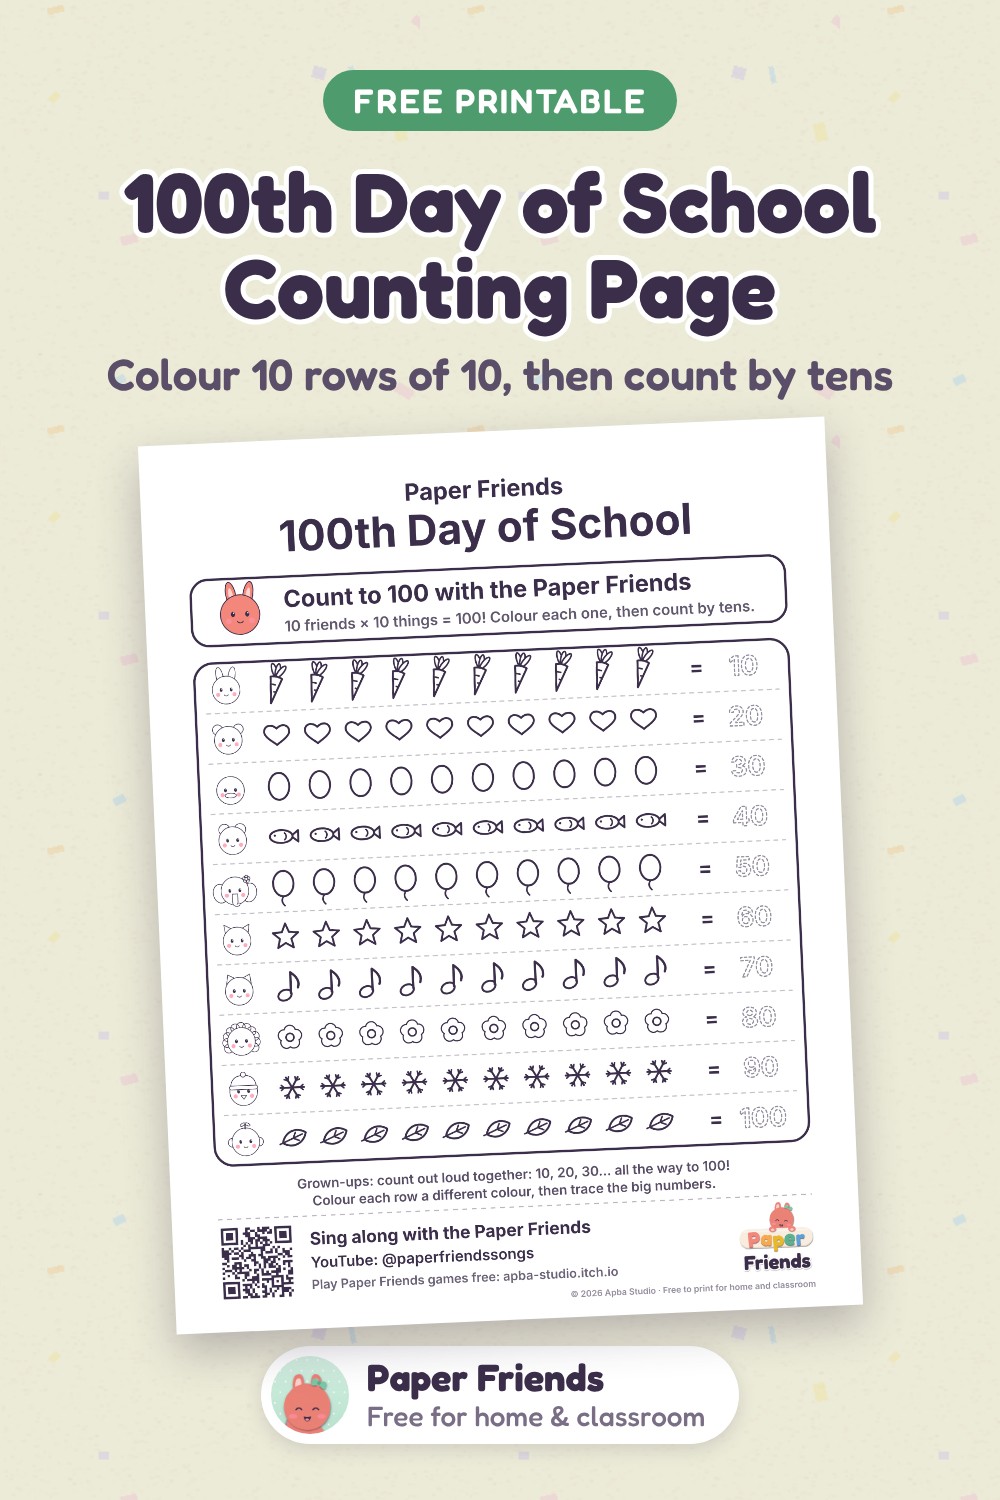 FREE PRINTABLE
100th Day of School
Counting Page
Colour 10 rows of 10, then count by tens
Paper Friends
100th Day of School
Count to 100 with the Paper Friends
10 friends × 10 things = 100! Colour each one, then count by tens.
= 10
= 20
= 30
= 40
= 50
= 60
= 70
= 80
= 90
= 100
Grown-ups: count out loud together: 10, 20, 30... all the way to 100!
Colour each row a different colour, then trace the big numbers.
Sing along with the Paper Friends
YouTube: @paperfriendssongs
Play Paper Friends games free: apba-studio.itch.io
Paper
Friends
© 2026 Apba Studio · Free to print for home and classroom
Paper Friends
Free for home & classroom